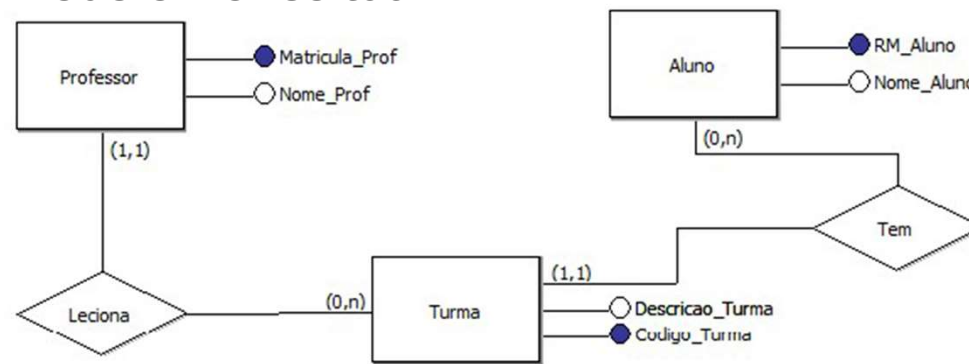 Professor
Matricula_Prof
Nome_Prof
(1,1)
Aluno
RM_Aluno
Nome_Aluno
(0,n)
Tem
Leciona
(0,n)
Turma
(1,1)
Descricao_Turma
Codigo_Turma